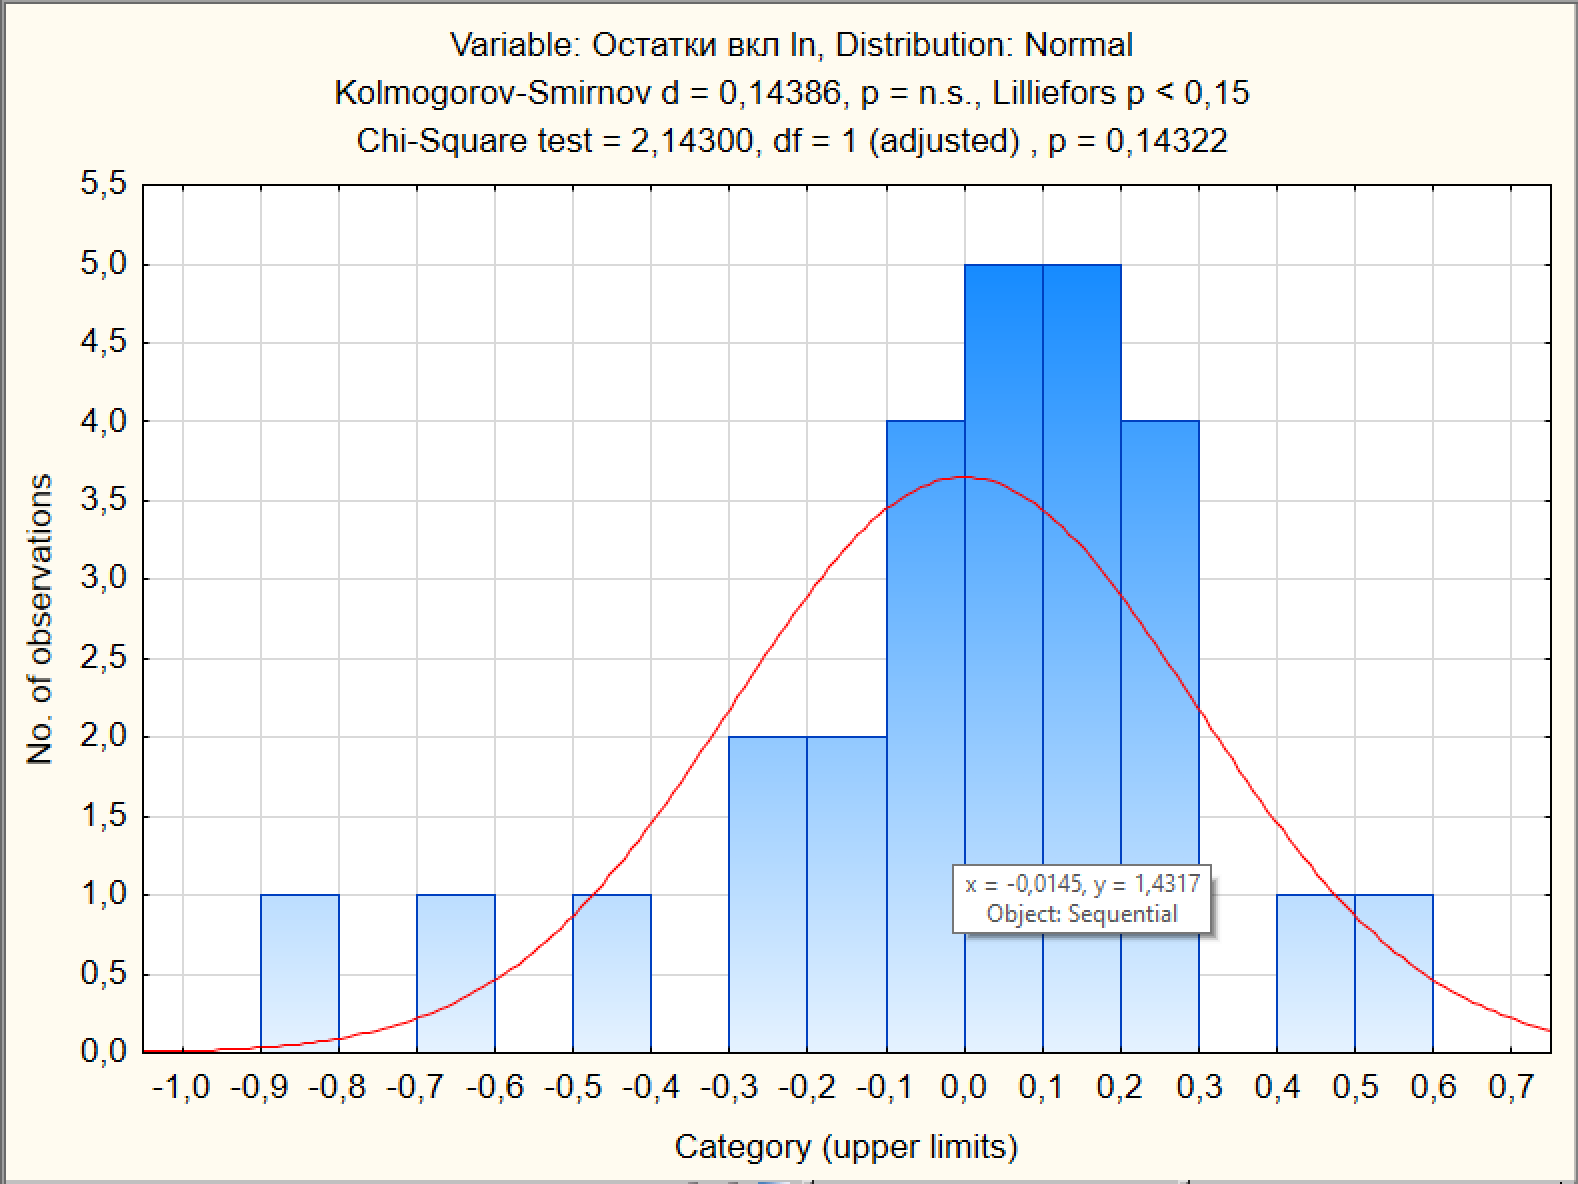 Variable: Остатки вкл ln, Distribution: Normal
Kolmogorov-Smirnov d = 0,14386, p = n.s., Lilliefors p < 0,15
Chi-Square test = 2,14300, df = 1 (adjusted) , p = 0,14322
5,5
5,0
4,5
4,0
3,5
3,0
2,5
2,0
1,5
1,0
0,5
0,0
No. of observations
x = -0,0145, y = 1,4317
Object: Sequential
-1,0 -0,9 -0,8 -0,7 -0,6 -0,5 -0,4 -0,3 -0,2 -0,1 0,0 0,1 0,2 0,3 0,4 0,5 0,6 0,7
Category (upper limits)